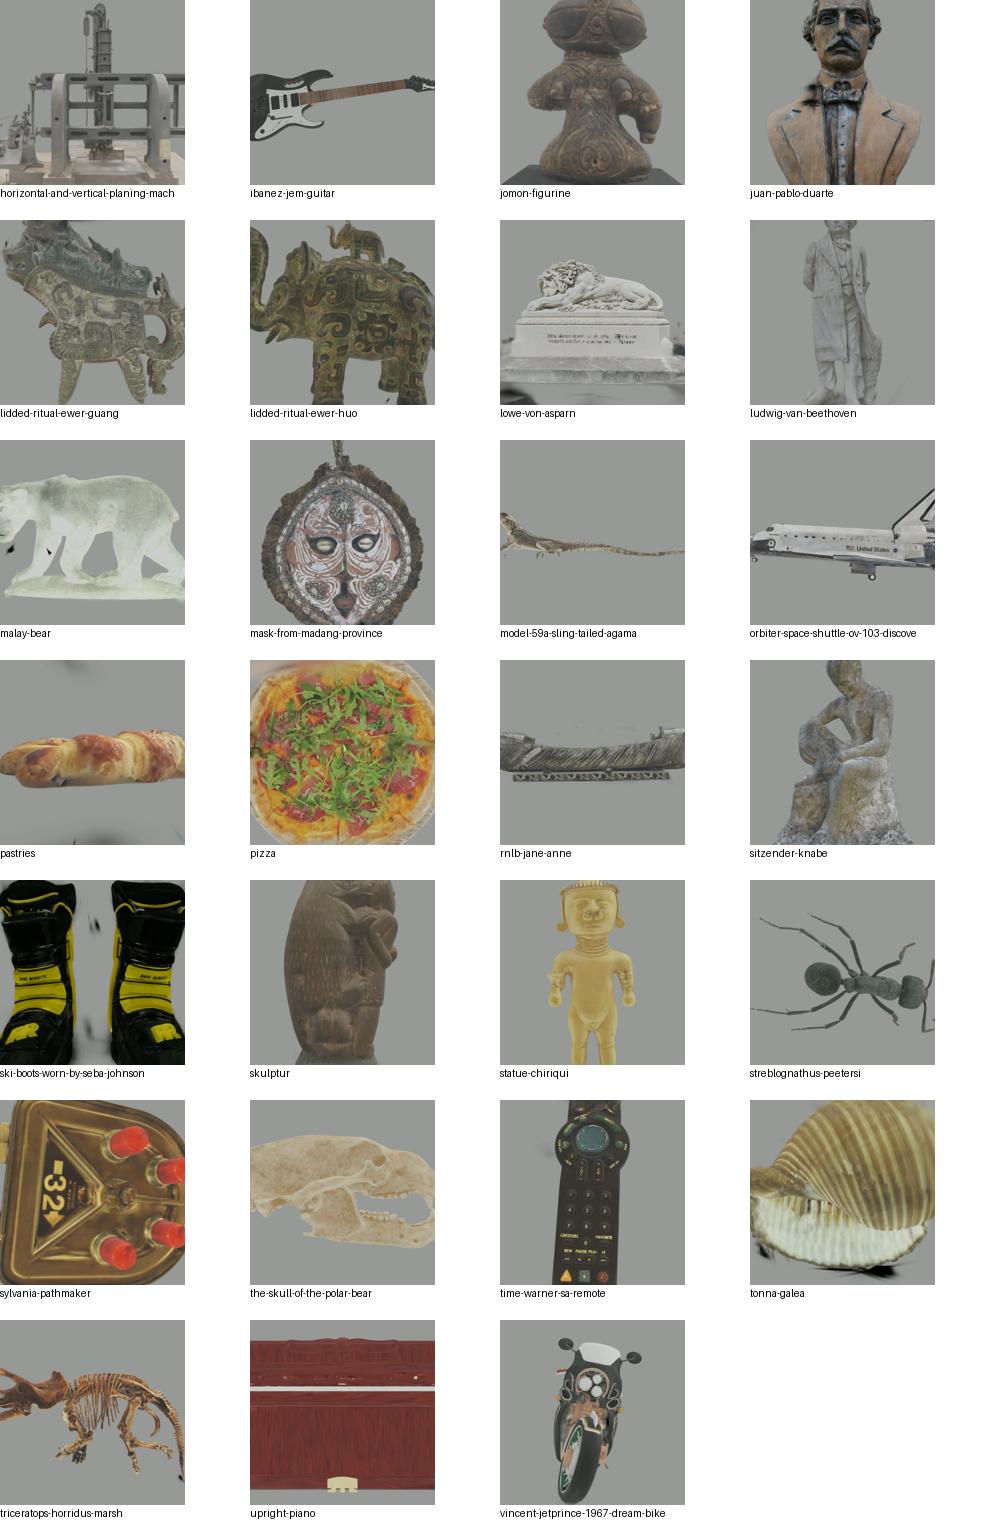 horizontal-and-vertical-planing-mach
ibanez-jem-guitar
jomon-figurine
juan-pablo-duarte
lidded-ritual-ewer-guang
lidded-ritual-ewer-huo
lowe-von-asparn
ludwig-van-beethoven
United States
malay-bear
mask-from-madang-province
model-59a-sling-tailed-agama
orbiter-space-shuttle-ov-103-discove
pastries
pizza
rnlb-jane-anne
sitzender-knabe
ski-boots-worn-by-seba-johnson
skulptur
statue-chiriqui
streblognathus-peetersi
32
FAVORITE
sylvania-pathmaker
the-skull-of-the-polar-bear
time-warner-sa-remote
tonna-galea
triceratops-horridus-marsh
upright-piano
vincent-jetprince-1967-dream-bike